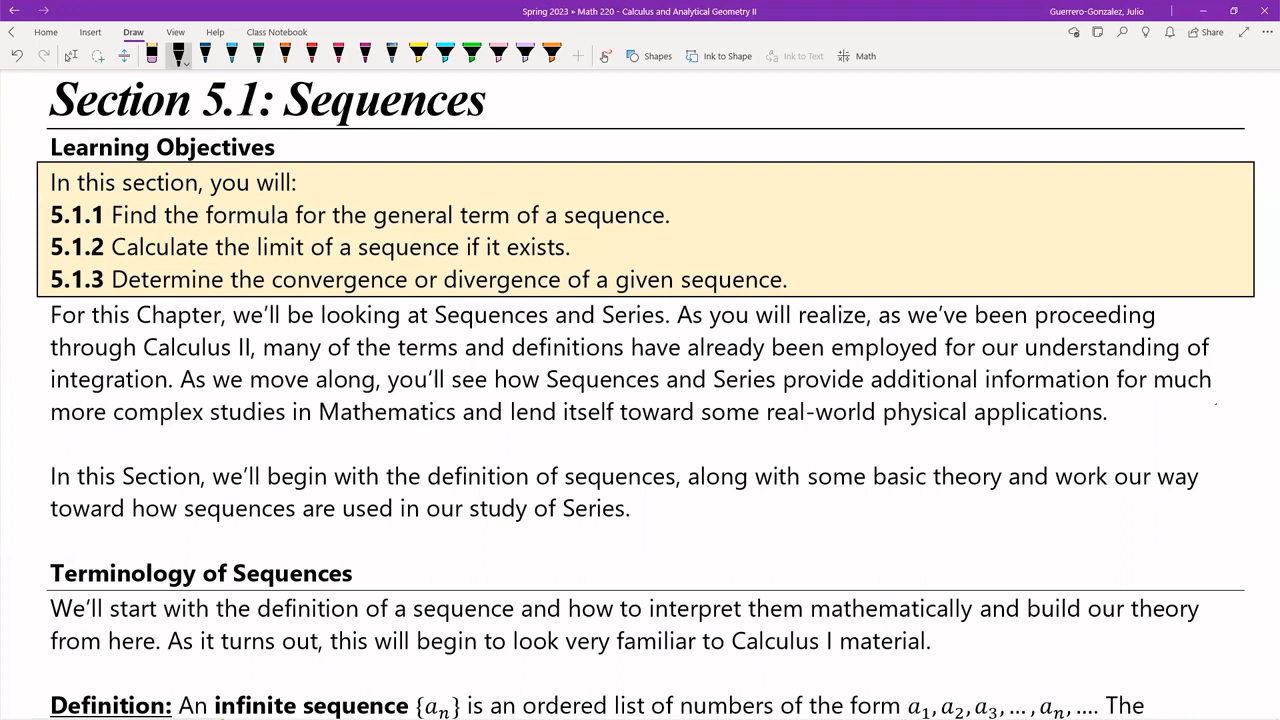 Spring 2023 » Math 220 - Calculus and Analytical Geometry II
Guerrero-Gonzalez, Julio
Home Insert Draw View Help Class Notebook
Share
Shapes Ink to Shape Ink to Text Math
Section 5.1: Sequences
Learning Objectives
In this section, you will:
5.1.1 Find the formula for the general term of a sequence.
5.1.2 Calculate the limit of a sequence if it exists.
5.1.3 Determine the convergence or divergence of a given sequence.
For this Chapter, we’ll be looking at Sequences and Series. As you will realize, as we’ve been proceeding
through Calculus II, many of the terms and definitions have already been employed for our understanding of
integration. As we move along, you’ll see how Sequences and Series provide additional information for much
more complex studies in Mathematics and lend itself toward some real-world physical applications.
In this Section, we’ll begin with the definition of sequences, along with some basic theory and work our way
toward how sequences are used in our study of Series.
Terminology of Sequences
We’ll start with the definition of a sequence and how to interpret them mathematically and build our theory
from here. As it turns out, this will begin to look very familiar to Calculus I material.
Definition: An infinite sequence {aₙ} is an ordered list of numbers of the form a₁, a₂, a₃, … , aₙ, …. The